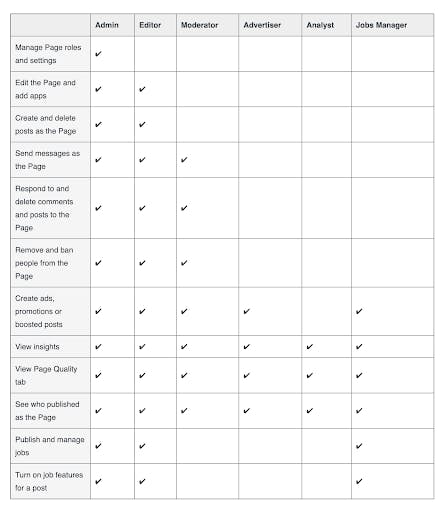 Admin Editor Moderator Advertiser Analyst Jobs Manager
Manage Page roles
and settings ✔
Edit the Page and
add apps ✔ ✔
Create and delete
posts as the Page ✔ ✔
Send messages as
the Page ✔ ✔ ✔
Respond to and
delete comments
and posts to the
Page ✔ ✔ ✔
Remove and ban
people from the
Page ✔ ✔ ✔
Create ads,
promotions or
boosted posts ✔ ✔ ✔ ✔ ✔
View insights ✔ ✔ ✔ ✔ ✔ ✔
View Page Quality
tab ✔ ✔ ✔ ✔ ✔ ✔
See who published
as the Page ✔ ✔ ✔ ✔ ✔ ✔
Publish and manage
jobs ✔ ✔ ✔
Turn on job features
for a post ✔ ✔ ✔